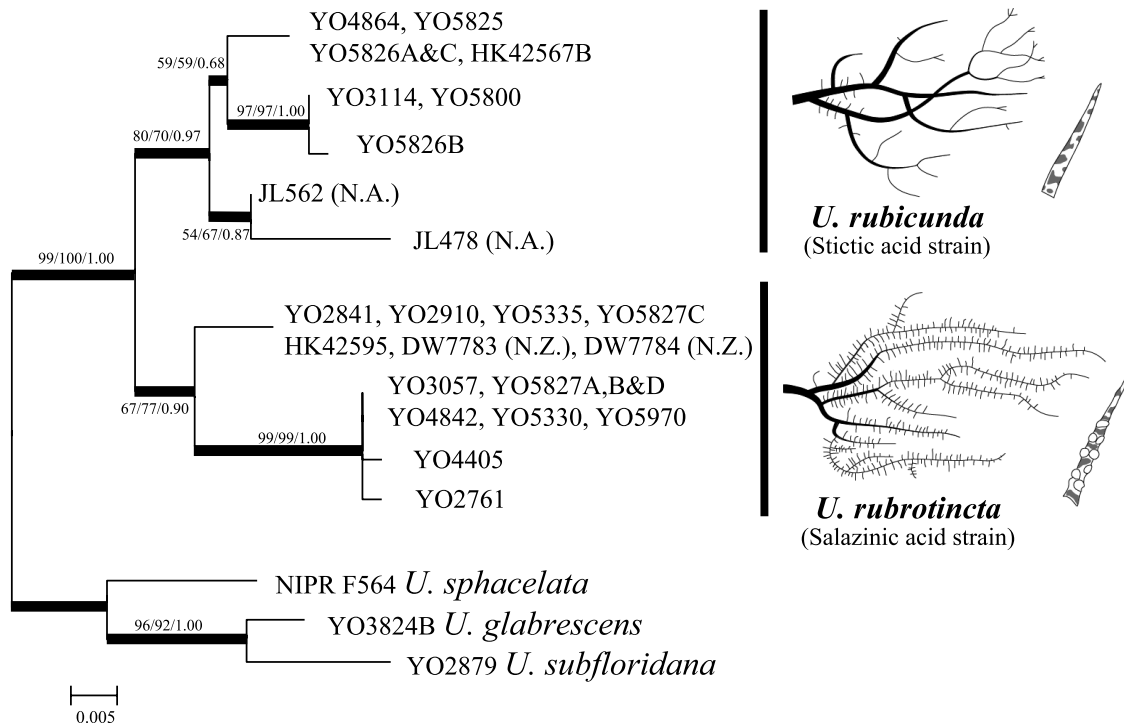 YO4864, YO5825
YO5826A&C, HK42567B
59/59/0.68
YO3114, YO5800
97/97/1.00
YO5826B
80/70/0.97
JL562 (N.A.)
54/67/0.87
JL478 (N.A.)
U. rubicunda
(Stictic acid strain)
99/100/1.00
YO2841, YO2910, YO5335, YO5827C
HK42595, DW7783 (N.Z.), DW7784 (N.Z.)
67/77/0.90
YO3057, YO5827A,B&D
YO4842, YO5330, YO5970
99/99/1.00
YO4405
YO2761
U. rubrotincta
(Salazinic acid strain)
NIPR F564 U. sphacelata
96/92/1.00
YO3824B U. glabrescens
YO2879 U. subfloridana
0.005